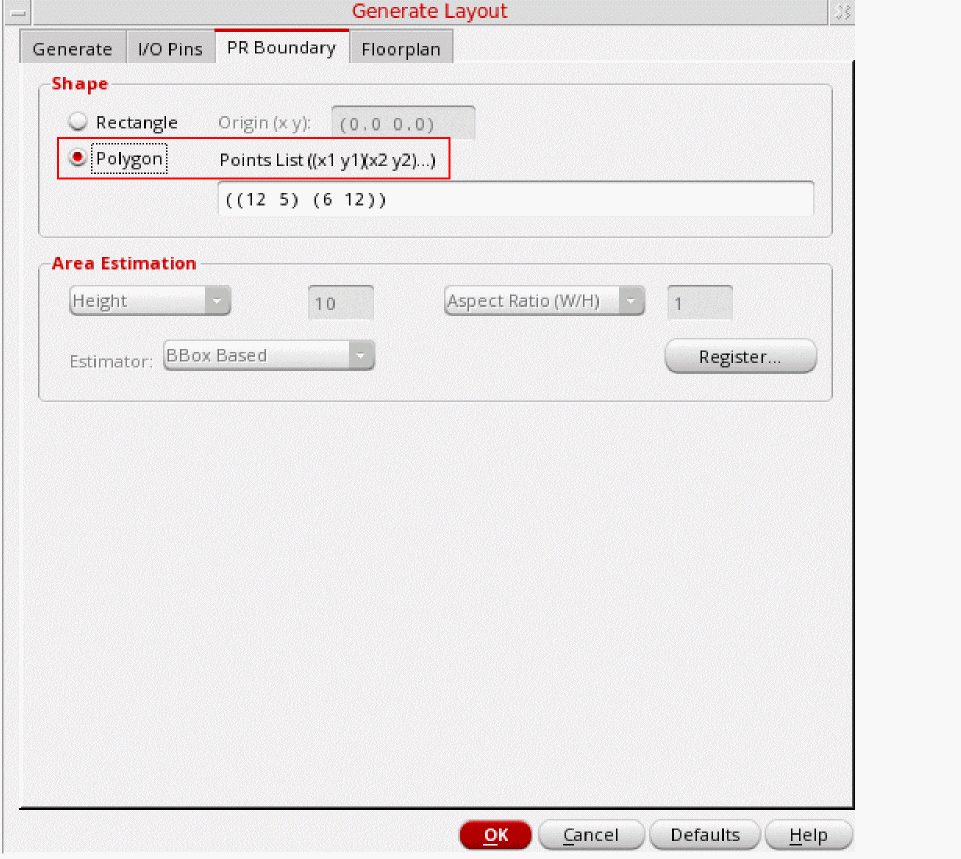 Generate Layout
Generate I/O Pins PR Boundary Floorplan
Shape
Rectangle Origin (x y): (0.0 0.0)
Polygon Points List ((x1 y1)(x2 y2)...)
((12 5) (6 12))
Area Estimation
Height 10 Aspect Ratio (W/H) 1
Estimator: BBox Based Register...
OK Cancel Defaults Help